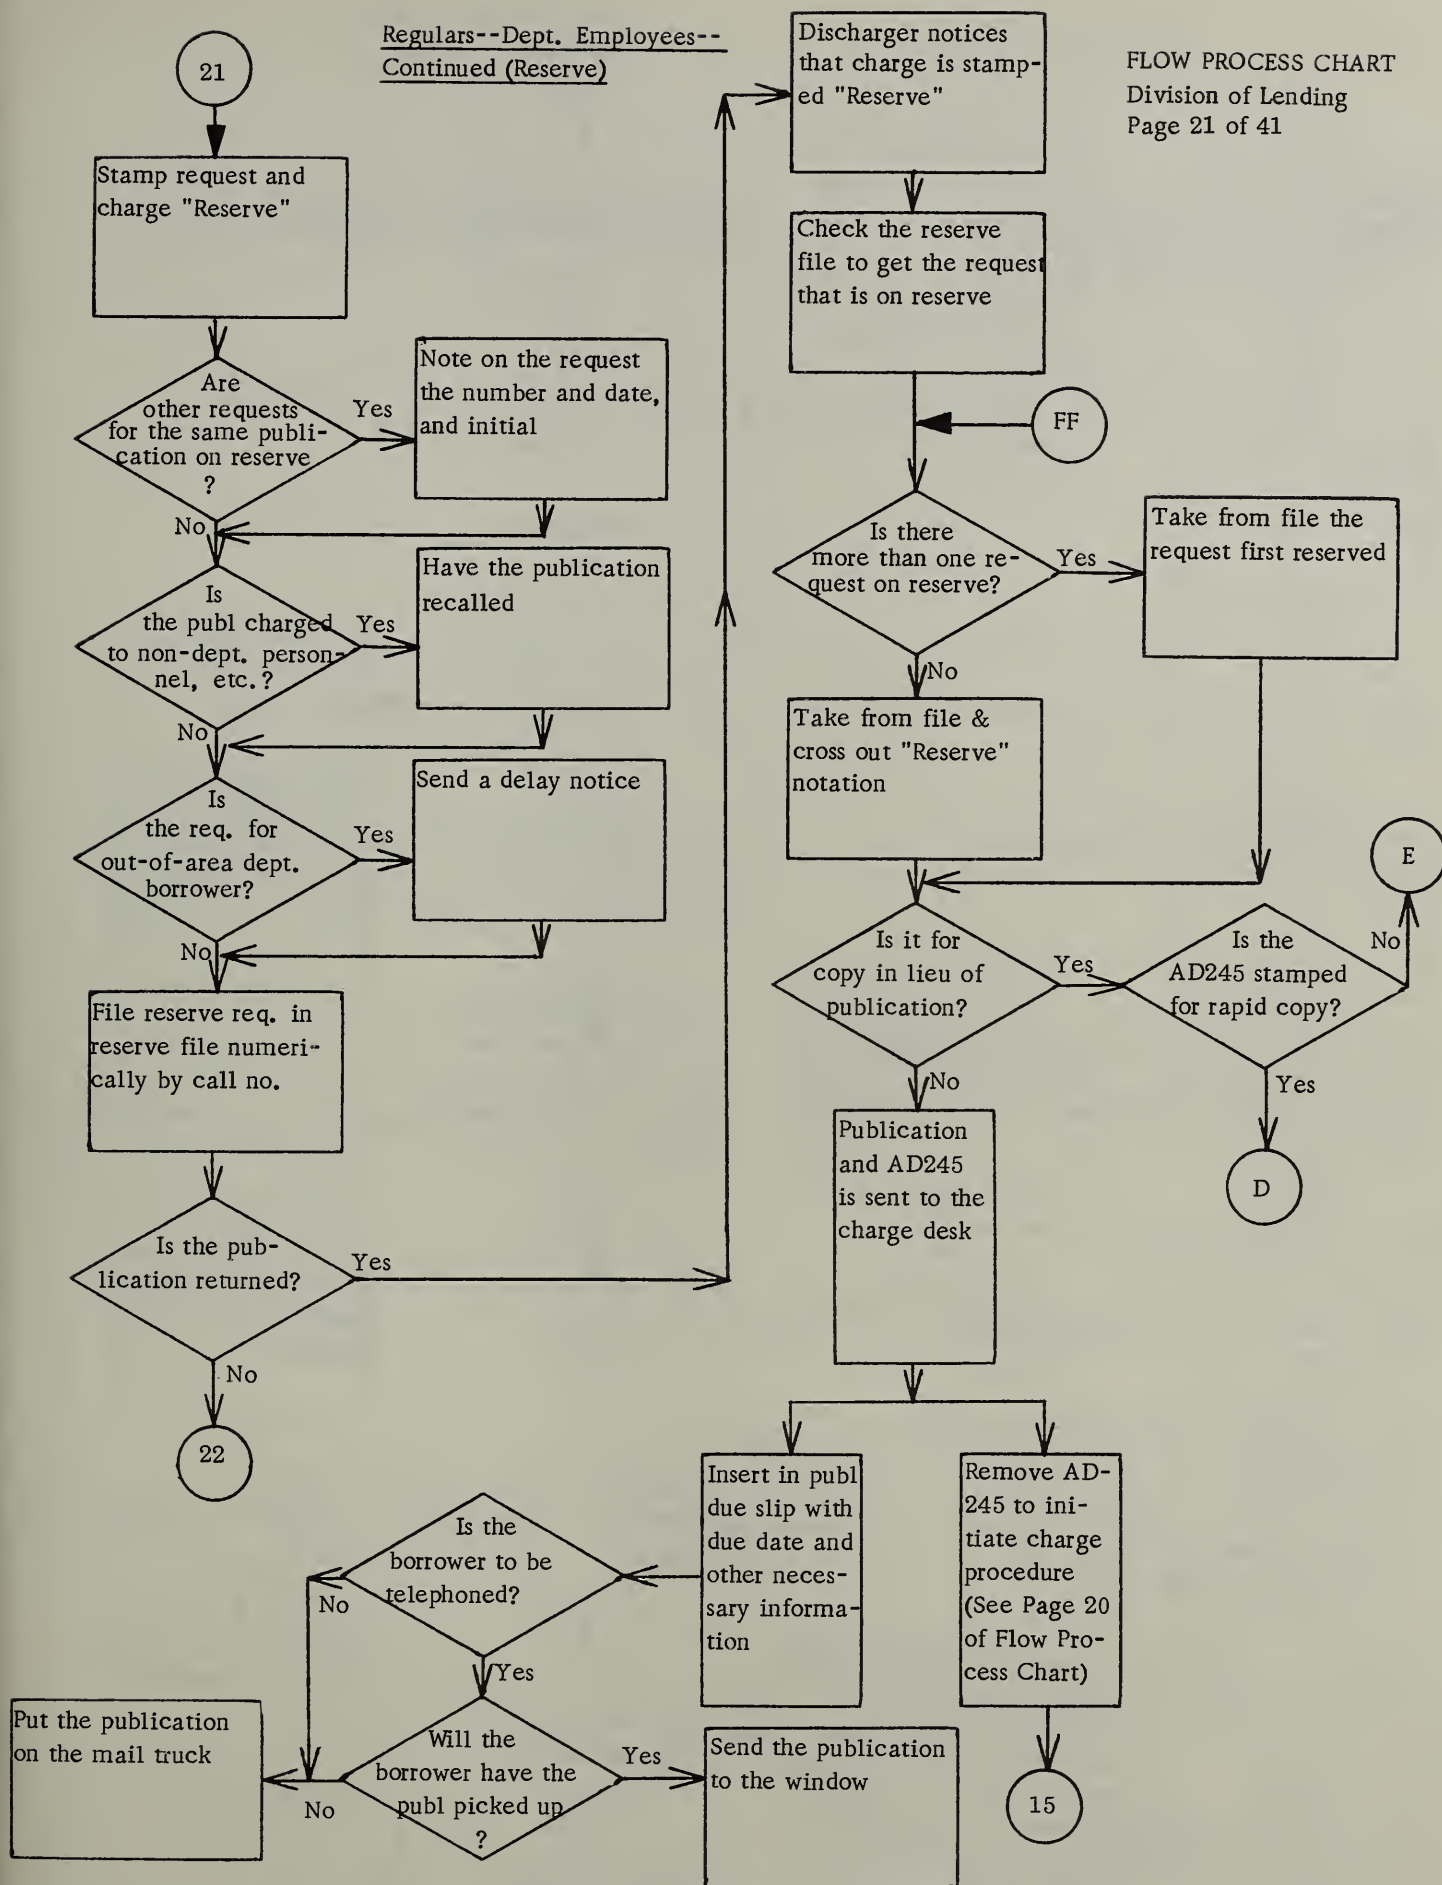 Regulars--Dept. Employees--
Continued (Reserve)
FLOW PROCESS CHART
Division of Lending
Page 21 of 41
21
Stamp request and
charge "Reserve"
Are
other requests
for the same publi-
cation on reserve
?
Yes
Note on the request
the number and date,
and initial
No
Is
the publ charged
to non-dept. person-
nel, etc.?
Yes
Have the publication
recalled
No
Is
the req. for
out-of-area dept.
borrower?
Yes
Send a delay notice
No
File reserve req. in
reserve file numeri-
cally by call no.
Is the pub-
lication returned?
Yes
No
22
Discharger notices
that charge is stamp-
ed "Reserve"
Check the reserve
file to get the request
that is on reserve
FF
Is there
more than one re-
quest on reserve?
Yes
Take from file the
request first reserved
No
Take from file &
cross out "Reserve"
notation
Is it for
copy in lieu of
publication?
Yes
Is the
AD245 stamped
for rapid copy?
No
E
Yes
D
No
Publication
and AD245
is sent to the
charge desk
Insert in publ
due slip with
due date and
other neces-
sary informa-
tion
Remove AD-
245 to ini-
tiate charge
procedure
(See Page 20
of Flow Pro-
cess Chart)
15
Is the
borrower to be
telephoned?
No
Yes
Will the
borrower have the
publ picked up
?
Yes
Send the publication
to the window
No
Put the publication
on the mail truck